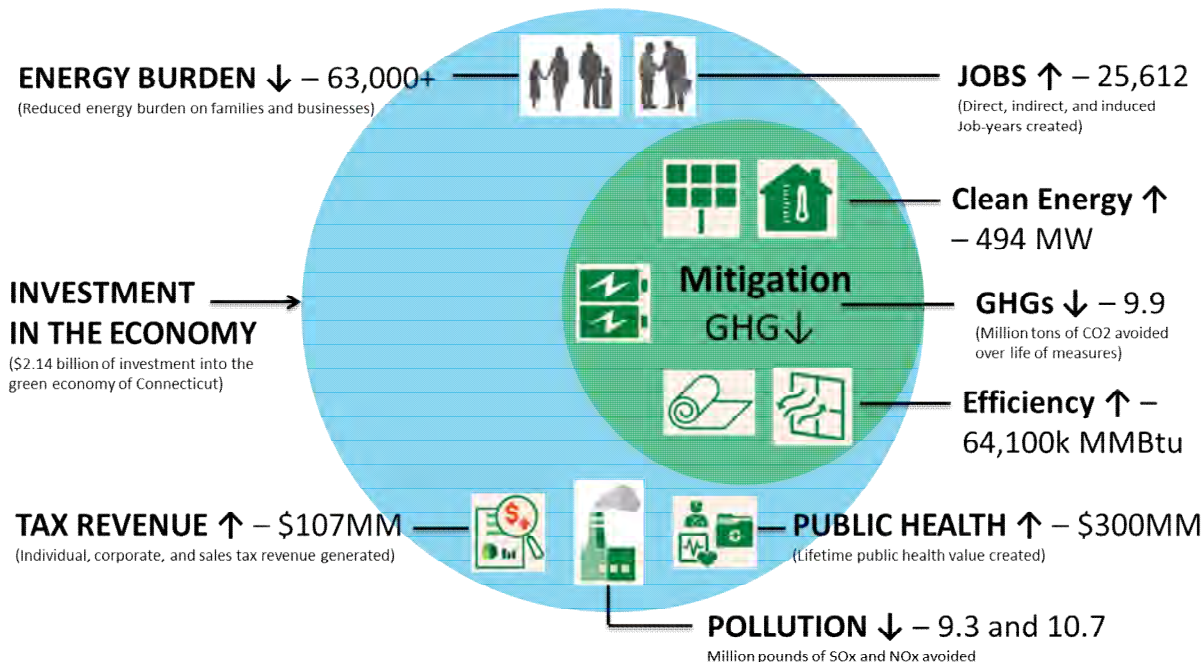 ENERGY BURDEN ↓ – 63,000+
(Reduced energy burden on families and businesses)
JOBS ↑ – 25,612
(Direct, indirect, and induced
Job-years created)
Clean Energy ↑
– 494 MW
INVESTMENT
IN THE ECONOMY
($2.14 billion of investment into the
green economy of Connecticut)
Mitigation
GHG↓
GHGs ↓ – 9.9
(Million tons of CO2 avoided
over life of measures)
Efficiency ↑ –
64,100k MMBtu
TAX REVENUE ↑ – $107MM
(Individual, corporate, and sales tax revenue generated)
$
PUBLIC HEALTH ↑ – $300MM
(Lifetime public health value created)
POLLUTION ↓ – 9.3 and 10.7
Million pounds of SOx and NOx avoided